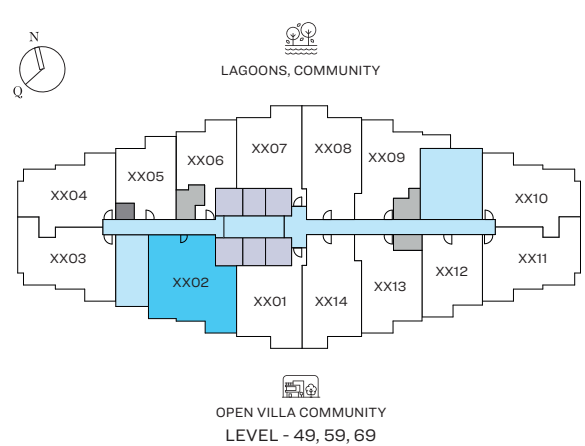 N
Q
LAGOONS, COMMUNITY
XX07
XX08
XX06
XX09
XX05
XX04
XX10
XX03
XX11
XX12
XX02
XX13
XX01
XX14
OPEN VILLA COMMUNITY
LEVEL - 49, 59, 69